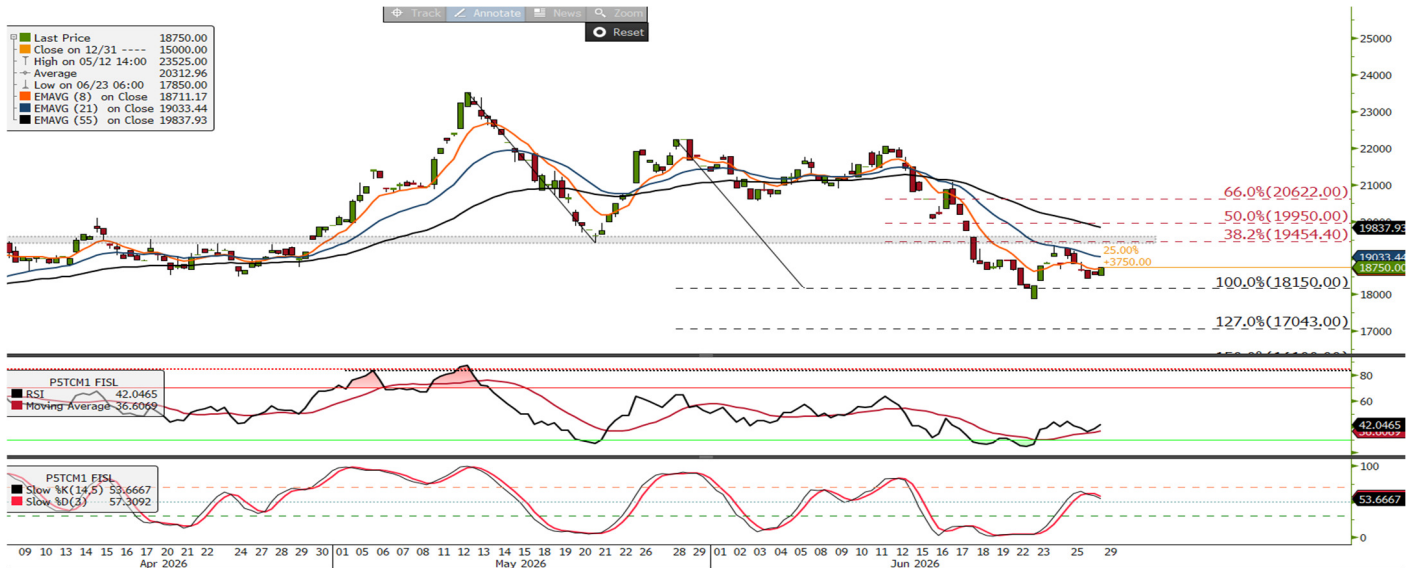 Track Annotate News Zoom
Reset
Last Price 18750.00
Close on 12/31 ---- 15000.00
High on 05/12 14:00 23525.00
Average 20312.96
Low on 06/23 06:00 17850.00
EMAVG (8) on Close 18711.17
EMAVG (21) on Close 19033.44
EMAVG (55) on Close 19837.93
25000
24000
23000
22000
21000
66.0%(20622.00)
50.0%(19950.00)
19837.93
38.2%(19454.40)
25.00%
+3750.00
19033.44
18750.00
100.0%(18150.00)
18000
127.0%(17043.00)
17000
P5TCM1 FISL
RSI 42.0465
Moving Average 36.6069
80
60
42.0465
P5TCM1 FISL
Slow %K(14,5) 53.6667
Slow %D(3) 57.3092
100
53.6667
0
09 10 13 14 15 16 17 20 21 22 24 27 28 29 30 01 05 06 07 08 11 12 13 14 15 18 19 20 21 22 26 28 29 01 02 03 04 05 08 09 10 11 12 15 16 17 18 19 22 23 25 29
Apr 2026 May 2026 Jun 2026